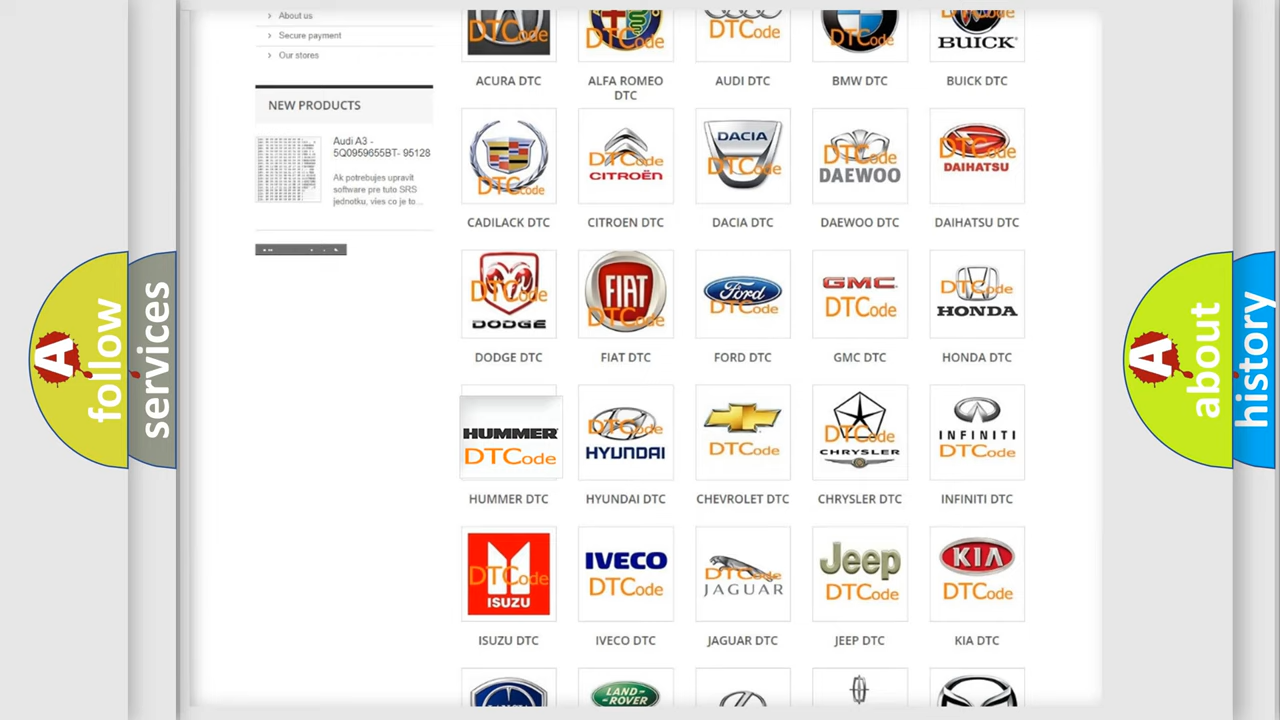 About us
Secure payment
Our stores
NEW PRODUCTS
Audi A3 -
5Q0959655BT- 95128
Ak potrebujes upravit
software pre tuto SRS
jednotku, vies co je to...
DTCode
DTCode
DTCode
DTCode
BUICK
ACURA DTC
ALFA ROMEO
DTC
AUDI DTC
BMW DTC
BUICK DTC
DTCode
DTCode
CITROËN
DACIA
DTCode
DTCode
DAEWOO
DTCode
DAIHATSU
CADILACK DTC
CITROEN DTC
DACIA DTC
DAEWOO DTC
DAIHATSU DTC
DTCode
DODGE
FIAT
DTCode
Ford
DTCode
GMC
DTCode
DTCode
HONDA
DODGE DTC
FIAT DTC
FORD DTC
GMC DTC
HONDA DTC
HUMMER
DTCode
DTCode
HYUNDAI
DTCode
DTCode
CHRYSLER
INFINITI
DTCode
HUMMER DTC
HYUNDAI DTC
CHEVROLET DTC
CHRYSLER DTC
INFINITI DTC
DTCode
ISUZU
IVECO
DTCode
DTCode
JAGUAR
Jeep
DTCode
KIA
DTCode
ISUZU DTC
IVECO DTC
JAGUAR DTC
JEEP DTC
KIA DTC
LAND-
ROVER
A
follow
services
A
about
history